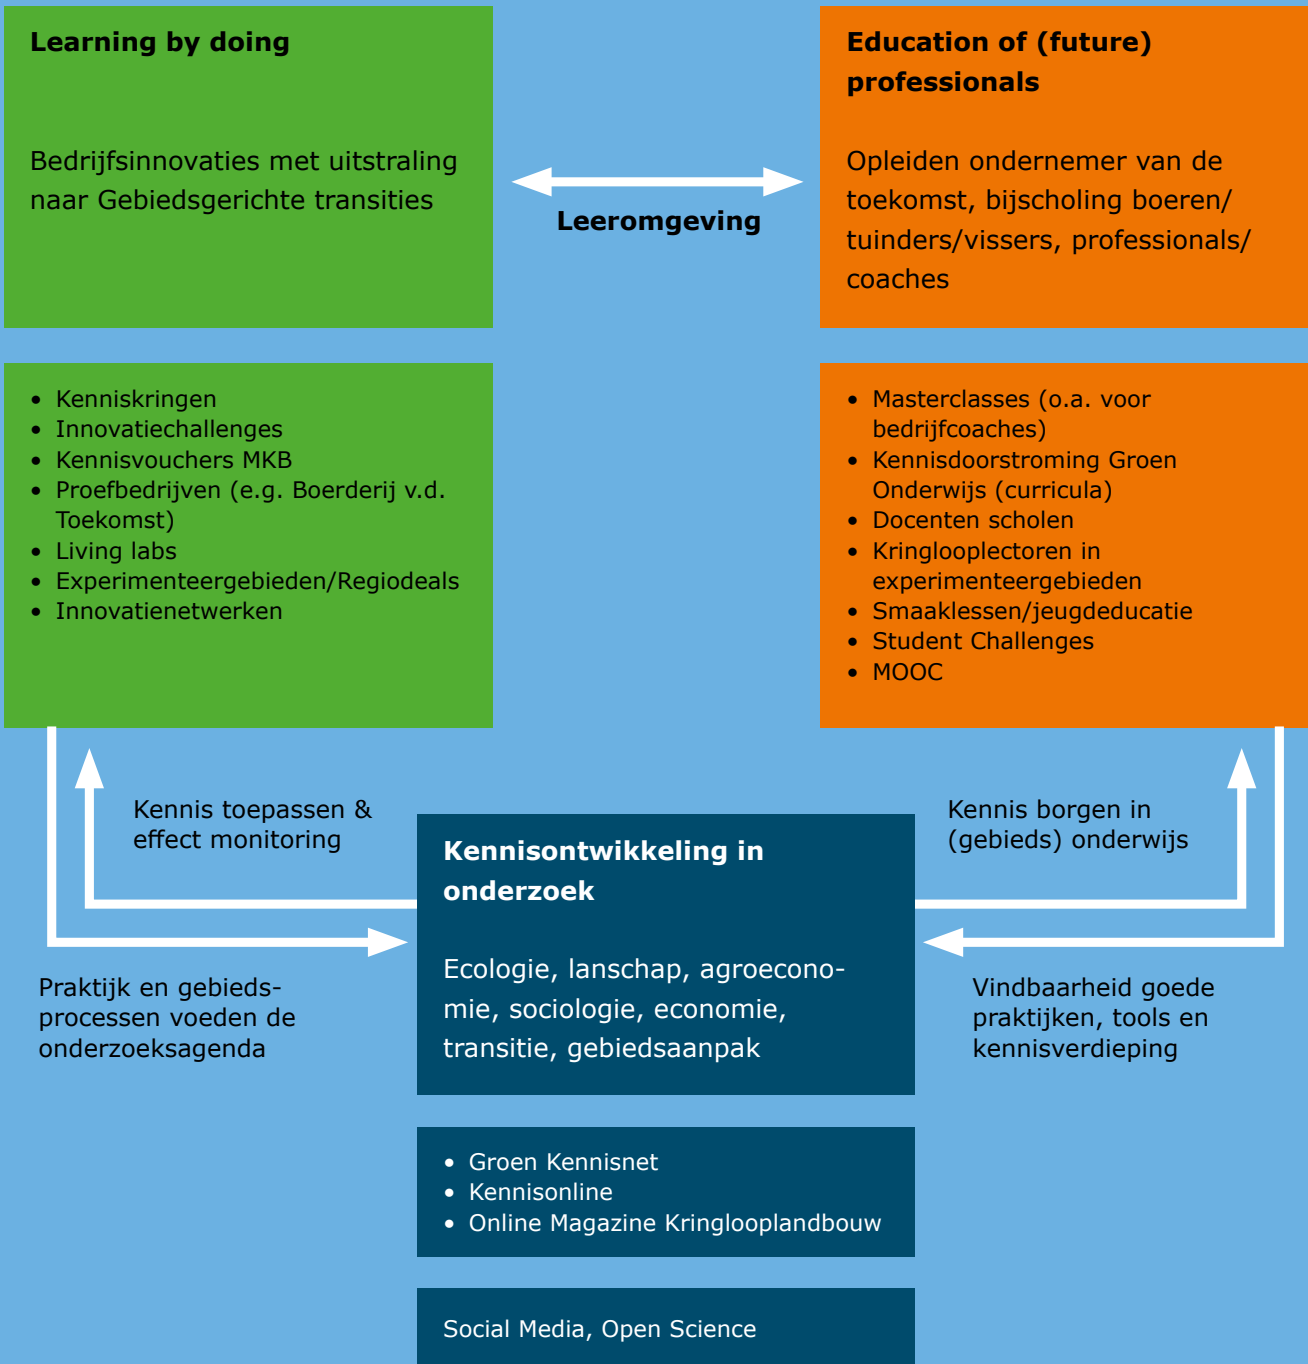 Learning by doing
Bedrijfsinnovaties met uitstraling
naar Gebiedsgerichte transities
Leeromgeving
Education of (future)
professionals
Opleiden ondernemer van de
toekomst, bijscholing boeren/
tuinders/vissers, professionals/
coaches
• Kenniskringen
• Innovatiechallenges
• Kennisvouchers MKB
• Proefbedrijven (e.g. Boerderij v.d.
Toekomst)
• Living labs
• Experimenteergebieden/Regiodeals
• Innovatienetwerken
• Masterclasses (o.a. voor
bedrijfcoaches)
• Kennisdoorstroming Groen
Onderwijs (curricula)
• Docenten scholen
• Kringlooplectoren in
experimenteergebieden
• Smaaklessen/jeugdeducatie
• Student Challenges
• MOOC
Kennis toepassen &
effect monitoring
Praktijk en gebieds-
processen voeden de
onderzoeksagenda
Kennisontwikkeling in
onderzoek
Ecologie, lanschap, agroecono-
mie, sociologie, economie,
transitie, gebiedsaanpak
Kennis borgen in
(gebieds) onderwijs
Vindbaarheid goede
praktijken, tools en
kennisverdieping
• Groen Kennisnet
• Kennisonline
• Online Magazine Kringlooplandbouw
Social Media, Open Science